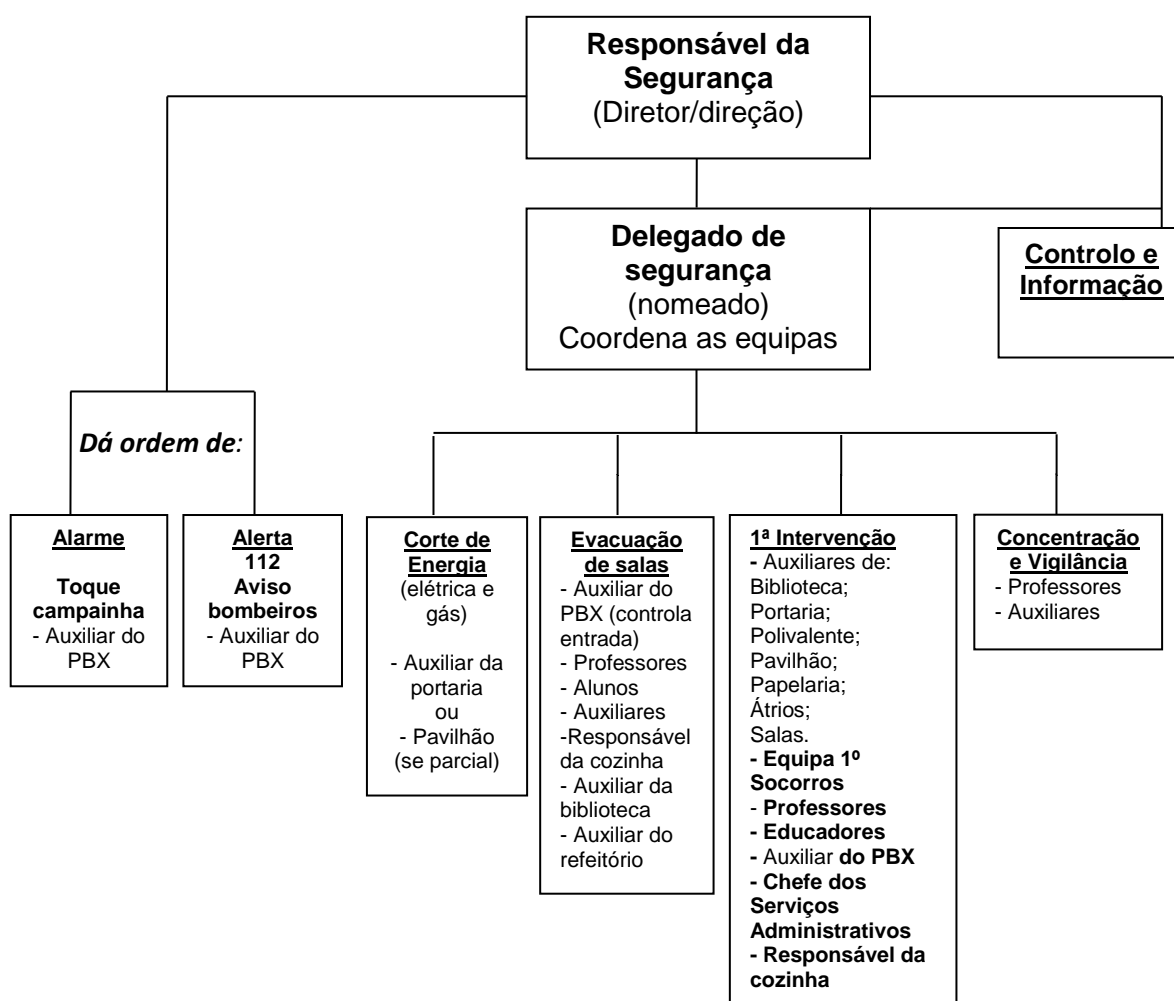 Responsável da
Segurança
(Diretor/direção)
Delegado de
segurança
(nomeado)
Coordena as equipas
Controlo e
Informação
Dá ordem de:
Alarme
Toque
campainha
- Auxiliar do
PBX
Alerta
112
Aviso
bombeiros
- Auxiliar do
PBX
Corte de
Energia
(elétrica e
gás)
- Auxiliar da
portaria
ou
- Pavilhão
(se parcial)
Evacuação
de salas
- Auxiliar do
PBX (controla
entrada)
- Professores
- Alunos
- Auxiliares
-Responsável
da cozinha
- Auxiliar da
biblioteca
- Auxiliar do
refeitório
1ª Intervenção
- Auxiliares de:
Biblioteca;
Portaria;
Polivalente;
Pavilhão;
Papelaria;
Átrios;
Salas.
- Equipa 1º
Socorros
- Professores
- Educadores
- Auxiliar do PBX
- Chefe dos
Serviços
Administrativos
- Responsável da
cozinha
Concentração
e Vigilância
- Professores
- Auxiliares